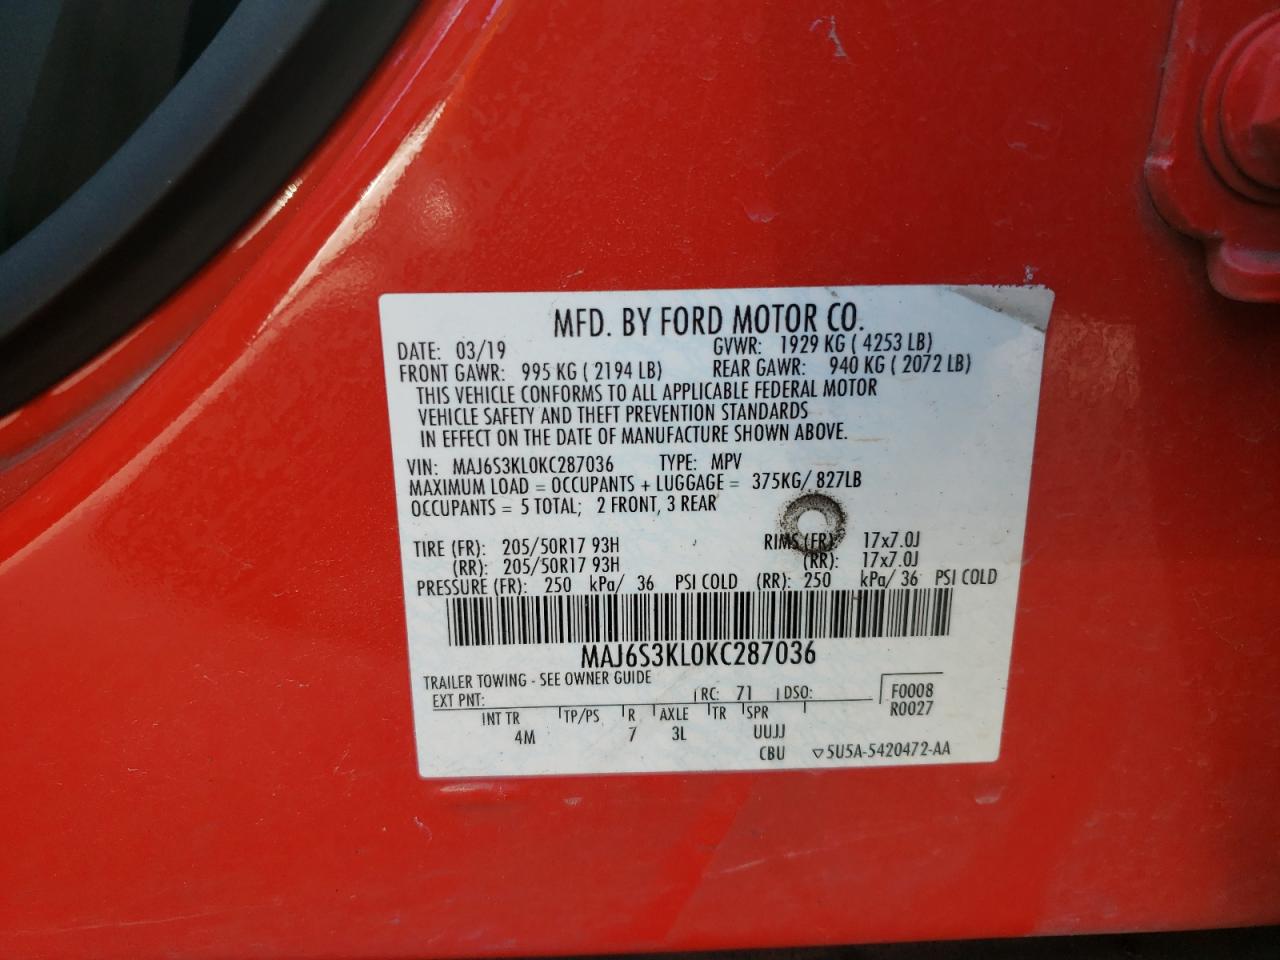 MFD. BY FORD MOTOR CO.
DATE: 03/19 GVWR: 1929 KG ( 4253 LB)
FRONT GAWR: 995 KG ( 2194 LB) REAR GAWR: 940 KG ( 2072 LB)
THIS VEHICLE CONFORMS TO ALL APPLICABLE FEDERAL MOTOR
VEHICLE SAFETY AND THEFT PREVENTION STANDARDS
IN EFFECT ON THE DATE OF MANUFACTURE SHOWN ABOVE.
VIN: MAJ6S3KL0KC287036 TYPE: MPV
MAXIMUM LOAD = OCCUPANTS + LUGGAGE = 375KG/ 827LB
OCCUPANTS = 5 TOTAL; 2 FRONT, 3 REAR
TIRE (FR): 205/50R17 93H RIMS (FR): 17x7.0J
(RR): 205/50R17 93H (RR): 17x7.0J
PRESSURE (FR): 250 kPa/ 36 PSI COLD (RR): 250 kPa/ 36 PSI COLD
MAJ6S3KL0KC287036
TRAILER TOWING - SEE OWNER GUIDE
EXT PNT: RC: 71 DSO: F0008
R0027
INT TR TP/PS R AXLE TR SPR
4M 7 3L UUJJ
CBU ▽5U5A-5420472-AA